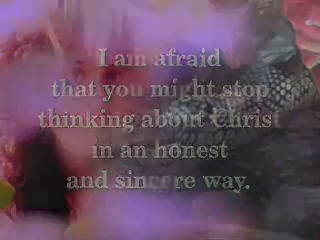 I am afraid
that you might stop
thinking about Christ
in an honest
and sincere way.